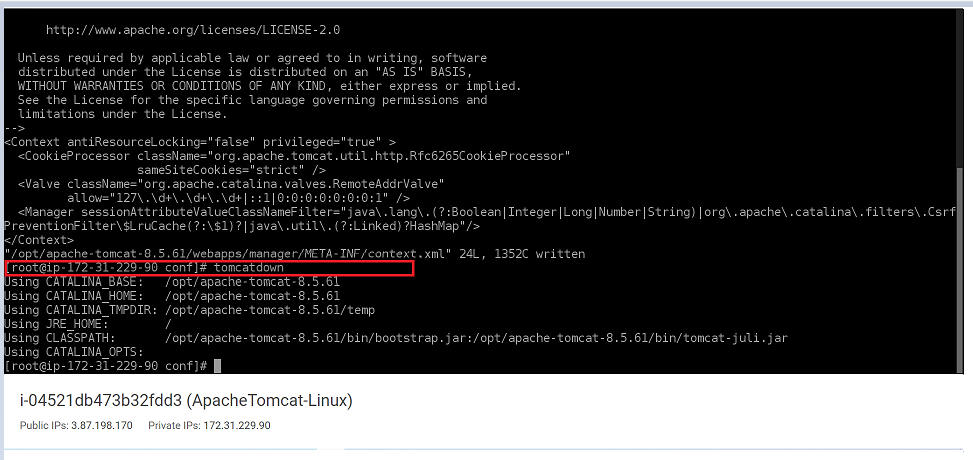 http://www.apache.org/licenses/LICENSE-2.0
Unless required by applicable law or agreed to in writing, software
distributed under the License is distributed on an "AS IS" BASIS,
WITHOUT WARRANTIES OR CONDITIONS OF ANY KIND, either express or implied.
See the License for the specific language governing permissions and
limitations under the License.
-->
<Context antiResourceLocking="false" privileged="true" >
<CookieProcessor className="org.apache.tomcat.util.http.Rfc6265CookieProcessor"
sameSiteCookies="strict" />
<Valve className="org.apache.catalina.valves.RemoteAddrValve"
allow="127\.\d+\.\d+\.\d+|::1|0:0:0:0:0:0:0:1" />
<Manager sessionAttributeValueClassNameFilter="java\.lang\.(?:Boolean|Integer|Long|Number|String)|org\.apache\.catalina\.filters\.Csrf
PreventionFilter\$LruCache(?:\$1)?|java\.util\.(?:Linked)?HashMap"/>
</Context>
"/opt/apache-tomcat-8.5.61/webapps/manager/META-INF/context.xml" 24L, 1352C written
[root@ip-172-31-229-90 conf]# tomcatdown
Using CATALINA_BASE:   /opt/apache-tomcat-8.5.61
Using CATALINA_HOME:   /opt/apache-tomcat-8.5.61
Using CATALINA_TMPDIR: /opt/apache-tomcat-8.5.61/temp
Using JRE_HOME:        /
Using CLASSPATH:       /opt/apache-tomcat-8.5.61/bin/bootstrap.jar:/opt/apache-tomcat-8.5.61/bin/tomcat-juli.jar
Using CATALINA_OPTS:
[root@ip-172-31-229-90 conf]#
i-04521db473b32fdd3 (ApacheTomcat-Linux)
Public IPs: 3.87.198.170 Private IPs: 172.31.229.90